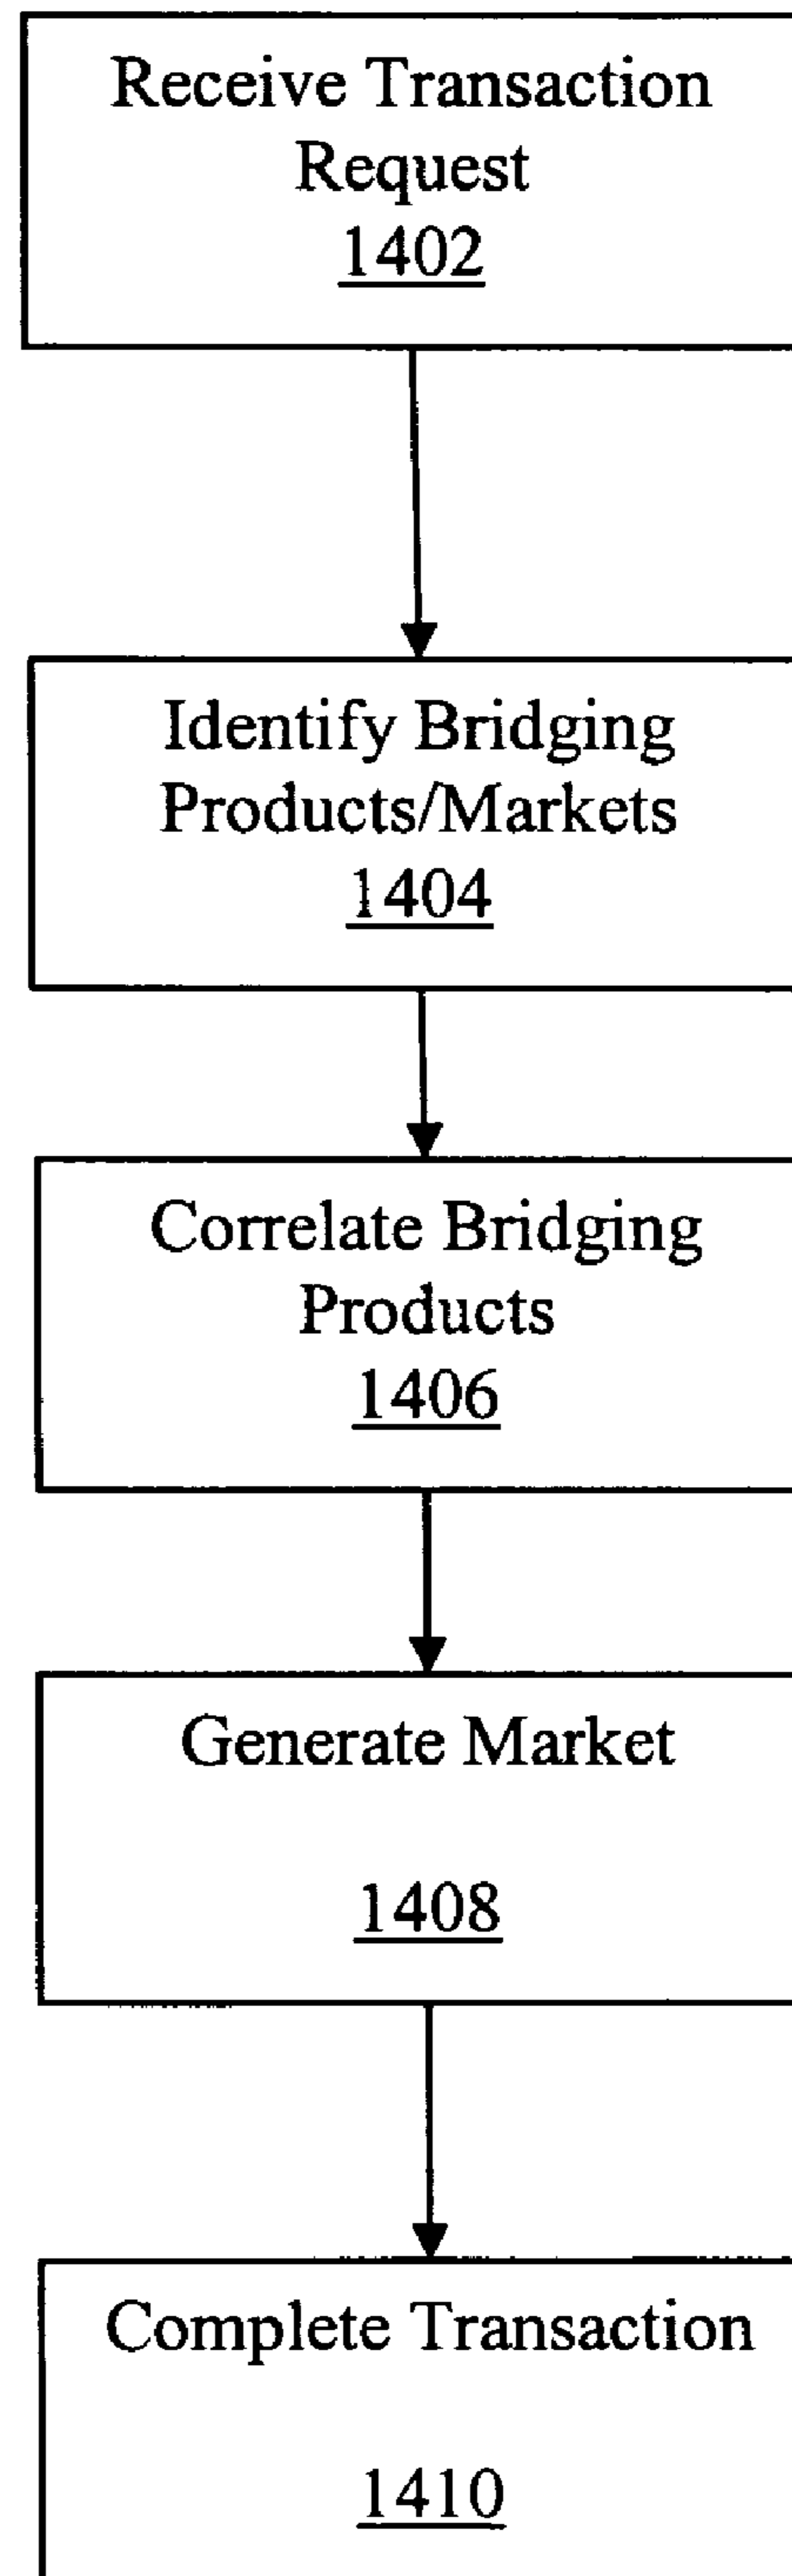 Receive Transaction
Request
1402
Identify Bridging
Products/Markets
1404
Correlate Bridging
Products
1406
Generate Market
1408
Complete Transaction
1410